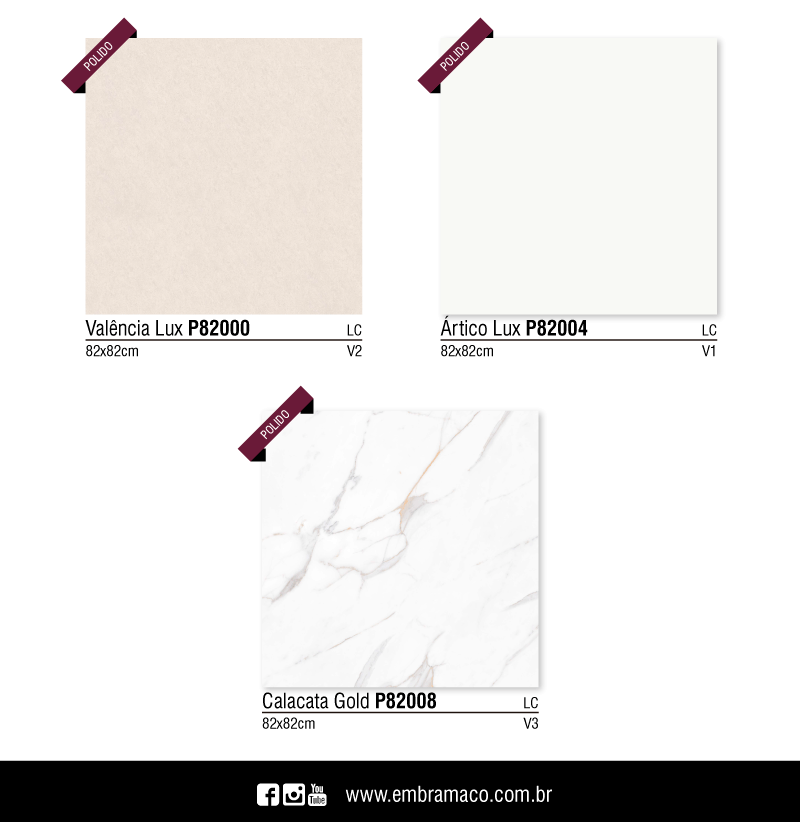 POLIDO
POLIDO
Valência Lux P82000 LC
82x82cm V2
Ártico Lux P82004 LC
82x82cm V1
POLIDO
Calacata Gold P82008 LC
82x82cm V3
You
Tube
www.embramaco.com.br